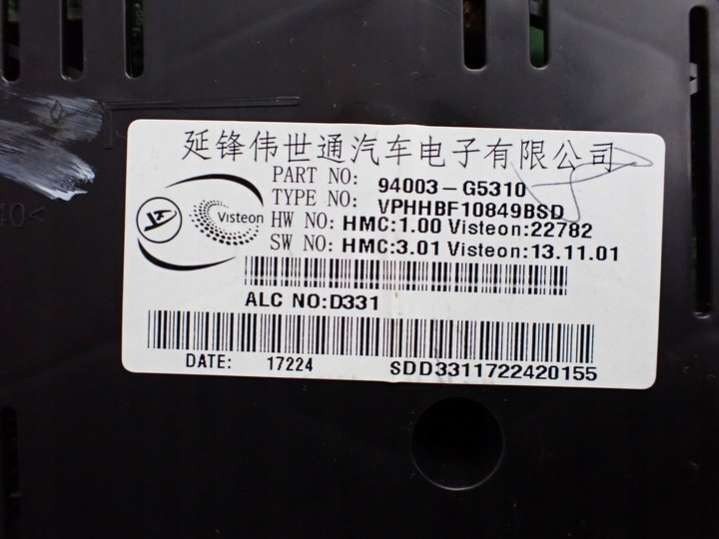 延锋伟世通汽车电子有限公司
PART NO: 94003-G5310
TYPE NO: VPHHBF10849BSD
Visteon
HW NO: HMC:1.00 Visteon:22782
SW NO: HMC:3.01 Visteon:13.11.01
ALC NO:D331
DATE: 17224 SDD3311722420155